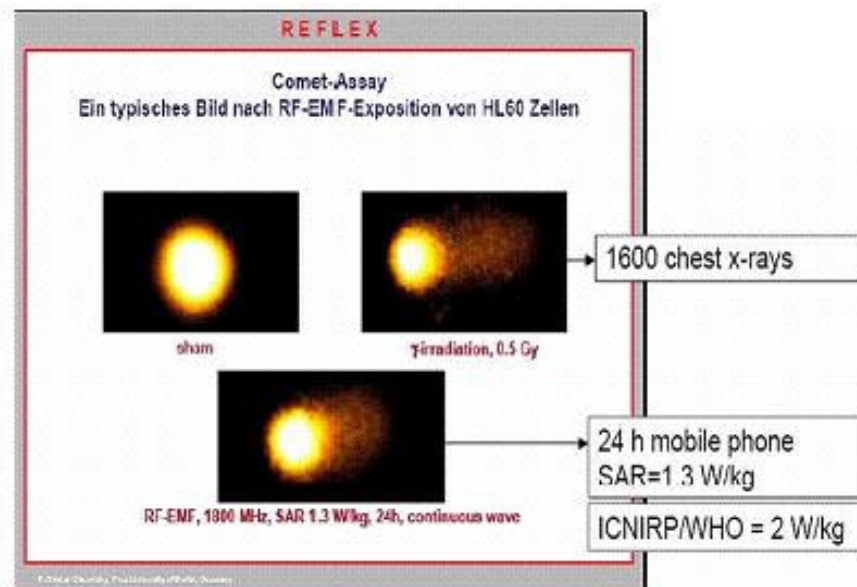 REFLEX
Comet-Assay
Ein typisches Bild nach RF-EMF-Exposition von HL60 Zellen
sham
γ-irradiation, 0.5 Gy
1600 chest x-rays
RF-EMF, 1800 MHz, SAR 1.3 W/kg, 24h, continuous wave
24 h mobile phone
SAR=1.3 W/kg
ICNIRP/WHO = 2 W/kg